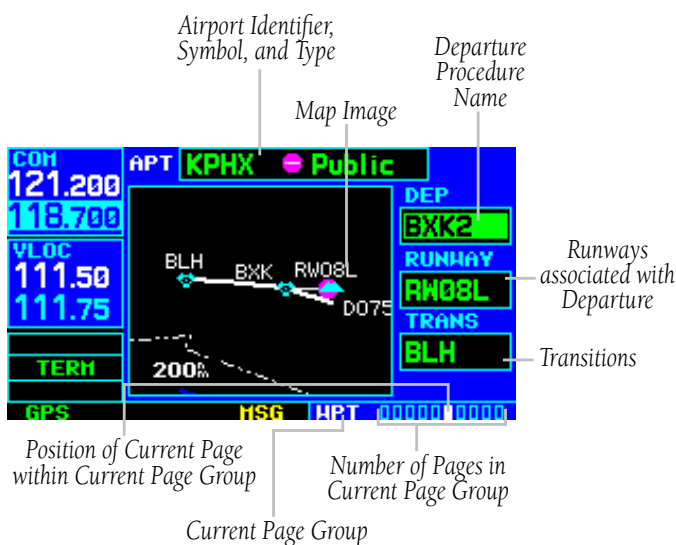 Airport Identifier,
Symbol, and Type
Departure
Procedure
Name
Map Image
COM
121.200
118.700
VLOC
111.50
111.75
TERM
GPS
APT KPHX Public
BLH
BXK
RW08L
D075
200
MSG
WPT
DEP
BXK2
RUNWAY
RW08L
TRANS
BLH
Runways
associated with
Departure
Transitions
Position of Current Page
within Current Page Group
Number of Pages in
Current Page Group
Current Page Group